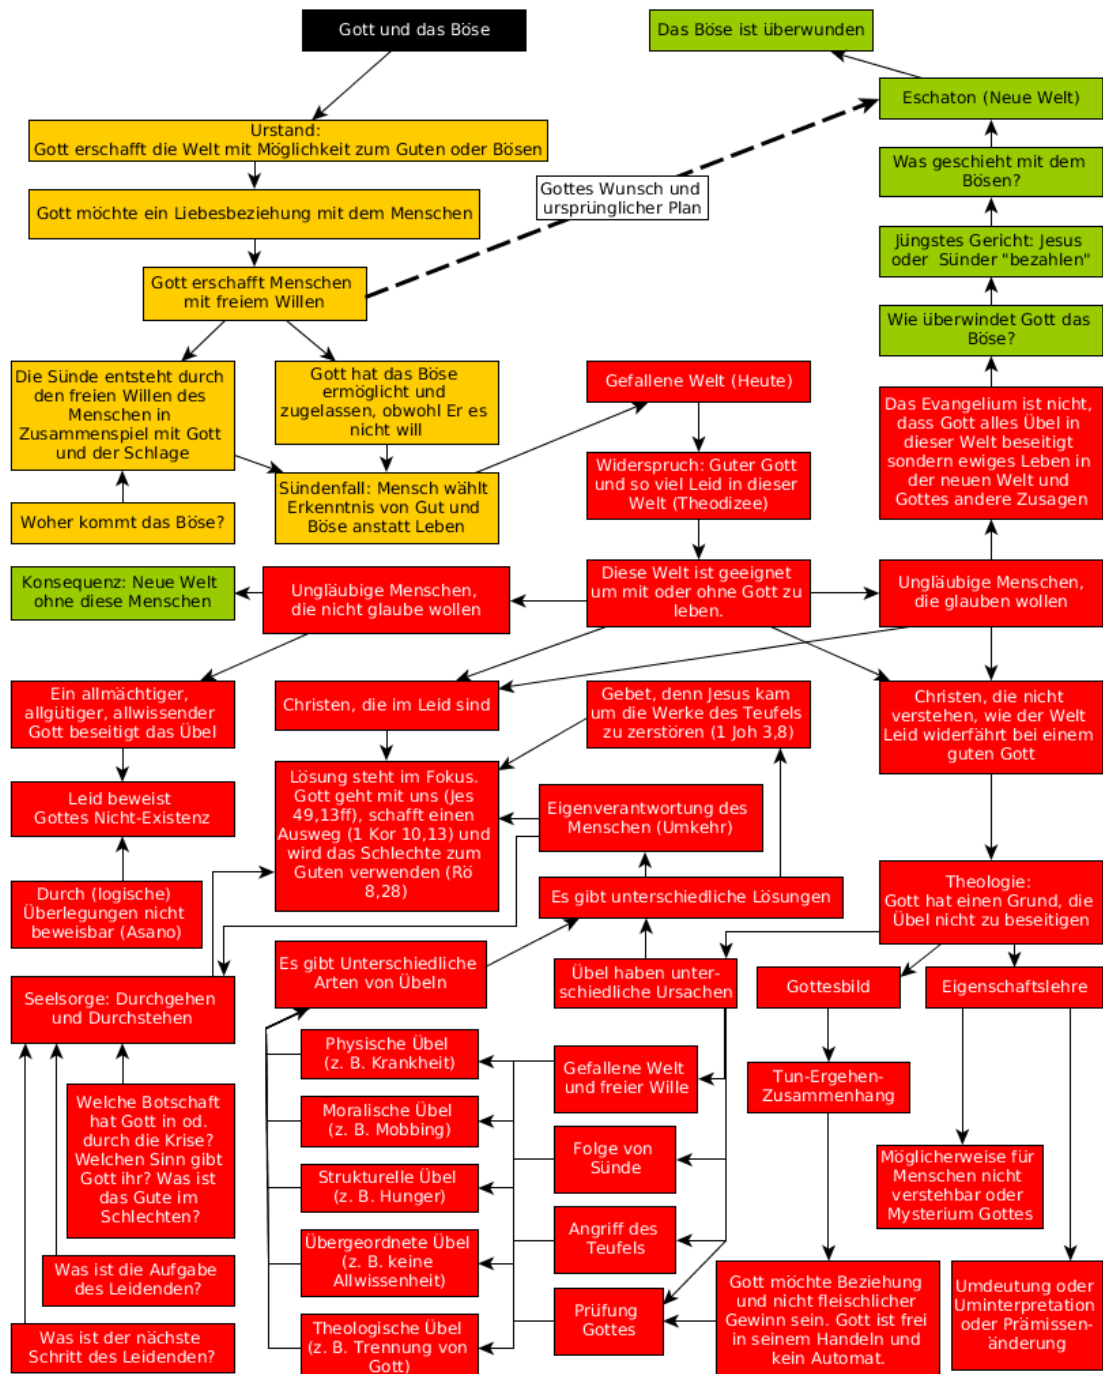 Gott und das Böse
Das Böse ist überwunden
Eschaton (Neue Welt)
Urstand:
Gott erschafft die Welt mit Möglichkeit zum Guten oder Bösen
Was geschieht mit dem
Bösen?
Gottes Wunsch und
ursprünglicher Plan
Gott möchte ein Liebesbeziehung mit dem Menschen
Jüngstes Gericht: Jesus
oder Sünder "bezahlen"
Gott erschafft Menschen
mit freiem Willen
Wie überwindet Gott das
Böse?
Die Sünde entsteht durch
den freien Willen des
Menschen in
Zusammenspiel mit Gott
und der Schlage
Gott hat das Böse
ermöglicht und
zugelassen, obwohl Er es
nicht will
Gefallene Welt (Heute)
Das Evangelium ist nicht,
dass Gott alles Übel in
dieser Welt beseitigt
sondern ewiges Leben in
der neuen Welt und
Gottes andere Zusagen
Widerspruch: Guter Gott
und so viel Leid in dieser
Welt (Theodizee)
Sündenfall: Mensch wählt
Erkenntnis von Gut und
Böse anstatt Leben
Woher kommt das Böse?
Konsequenz: Neue Welt
ohne diese Menschen
Ungläubige Menschen,
die nicht glaube wollen
Diese Welt ist geeignet
um mit oder ohne Gott zu
leben.
Ungläubige Menschen,
die glauben wollen
Ein allmächtiger,
allgütiger, allwissender
Gott beseitigt das Übel
Christen, die im Leid sind
Gebet, denn Jesus kam
um die Werke des Teufels
zu zerstören (1 Joh 3,8)
Christen, die nicht
verstehen, wie der Welt
Leid widerfährt bei einem
guten Gott
Leid beweist
Gottes Nicht-Existenz
Lösung steht im Fokus.
Gott geht mit uns (Jes
49,13ff), schafft einen
Ausweg (1 Kor 10,13) und
wird das Schlechte zum
Guten verwenden (Rö
8,28)
Eigenverantwortung des
Menschen (Umkehr)
Durch (logische)
Überlegungen nicht
beweisbar (Asano)
Es gibt unterschiedliche Lösungen
Theologie:
Gott hat einen Grund, die
Übel nicht zu beseitigen
Seelsorge: Durchgehen
und Durchstehen
Es gibt Unterschiedliche
Arten von Übeln
Übel haben unter-
schiedliche Ursachen
Gottesbild
Eigenschaftslehre
Physische Übel
(z. B. Krankheit)
Gefallene Welt
und freier Wille
Tun-Ergehen-
Zusammenhang
Welche Botschaft
hat Gott in od.
durch die Krise?
Welchen Sinn gibt
Gott ihr? Was ist
das Gute im
Schlechten?
Moralische Übel
(z. B. Mobbing)
Folge von
Sünde
Möglicherweise für
Menschen nicht
verstehbar oder
Mysterium Gottes
Strukturelle Übel
(z. B. Hunger)
Angriff des
Teufels
Übergeordnete Übel
(z. B. keine
Allwissenheit)
Was ist die Aufgabe
des Leidenden?
Prüfung
Gottes
Gott möchte Beziehung
und nicht fleischlicher
Gewinn sein. Gott ist frei
in seinem Handeln und
kein Automat.
Umdeutung oder
Uminterpretation
oder Prämissen-
änderung
Was ist der nächste
Schritt des Leidenden?
Theologische Übel
(z. B. Trennung von
Gott)